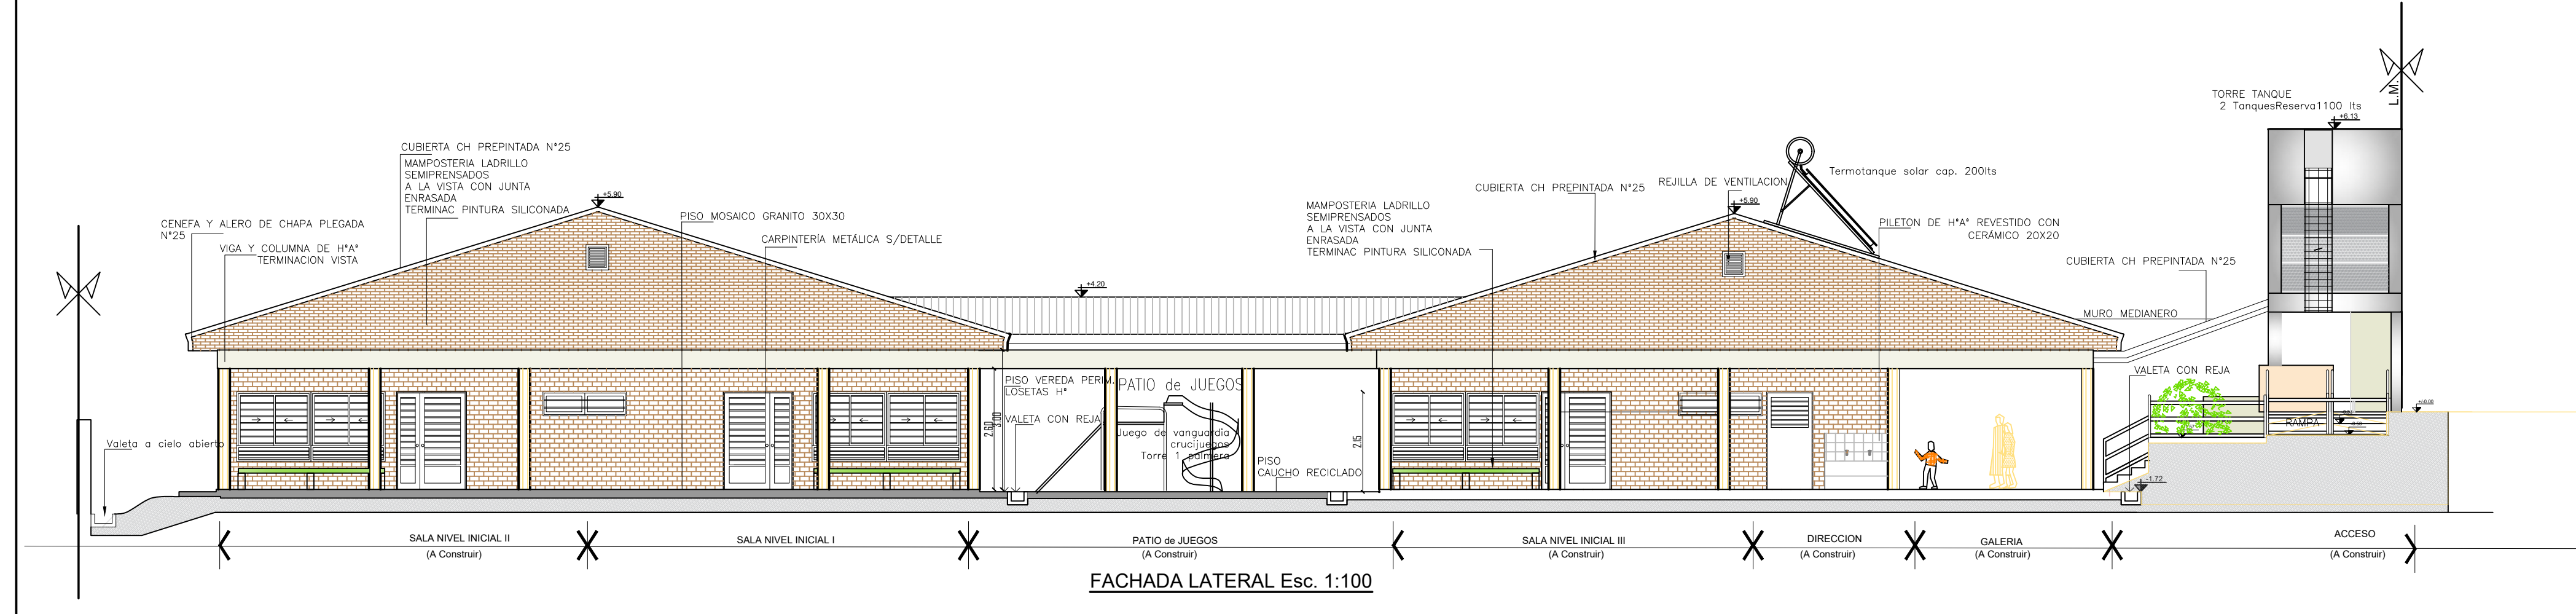 TORRE TANQUE
2 TanquesReserva1100 lts
L.M.
+6.13
CUBIERTA CH PREPINTADA N°25
MAMPOSTERIA LADRILLO
SEMIPRENSADOS
A LA VISTA CON JUNTA
ENRASADA
TERMINAC PINTURA SILICONADA
+5.90
CENEFA Y ALERO DE CHAPA PLEGADA
N°25
VIGA Y COLUMNA DE H°A°
TERMINACION VISTA
PISO MOSAICO GRANITO 30X30
CARPINTERÍA METÁLICA S/DETALLE
+4.20
MAMPOSTERIA LADRILLO
SEMIPRENSADOS
A LA VISTA CON JUNTA
ENRASADA
TERMINAC PINTURA SILICONADA
CUBIERTA CH PREPINTADA N°25
REJILLA DE VENTILACION
+5.90
Termotanque solar cap. 200lts
PILETON DE H°A° REVESTIDO CON
CERÁMICO 20X20
CUBIERTA CH PREPINTADA N°25
MURO MEDIANERO
VALETA CON REJA
+/-0.00
RAMPA
-1.72
Valeta a cielo abierto
2.60
3.00
PISO VEREDA PERIM.
LOSETAS H°
VALETA CON REJA
PATIO de JUEGOS
Juego de vanguardia
crucijuegos
Torre 1 palmera
PISO
CAUCHO RECICLADO
2.15
SALA NIVEL INICIAL II
(A Construir)
SALA NIVEL INICIAL I
PATIO de JUEGOS
(A Construir)
SALA NIVEL INICIAL III
(A Construir)
DIRECCION
(A Construir)
GALERIA
(A Construir)
ACCESO
(A Construir)
FACHADA LATERAL Esc. 1:100